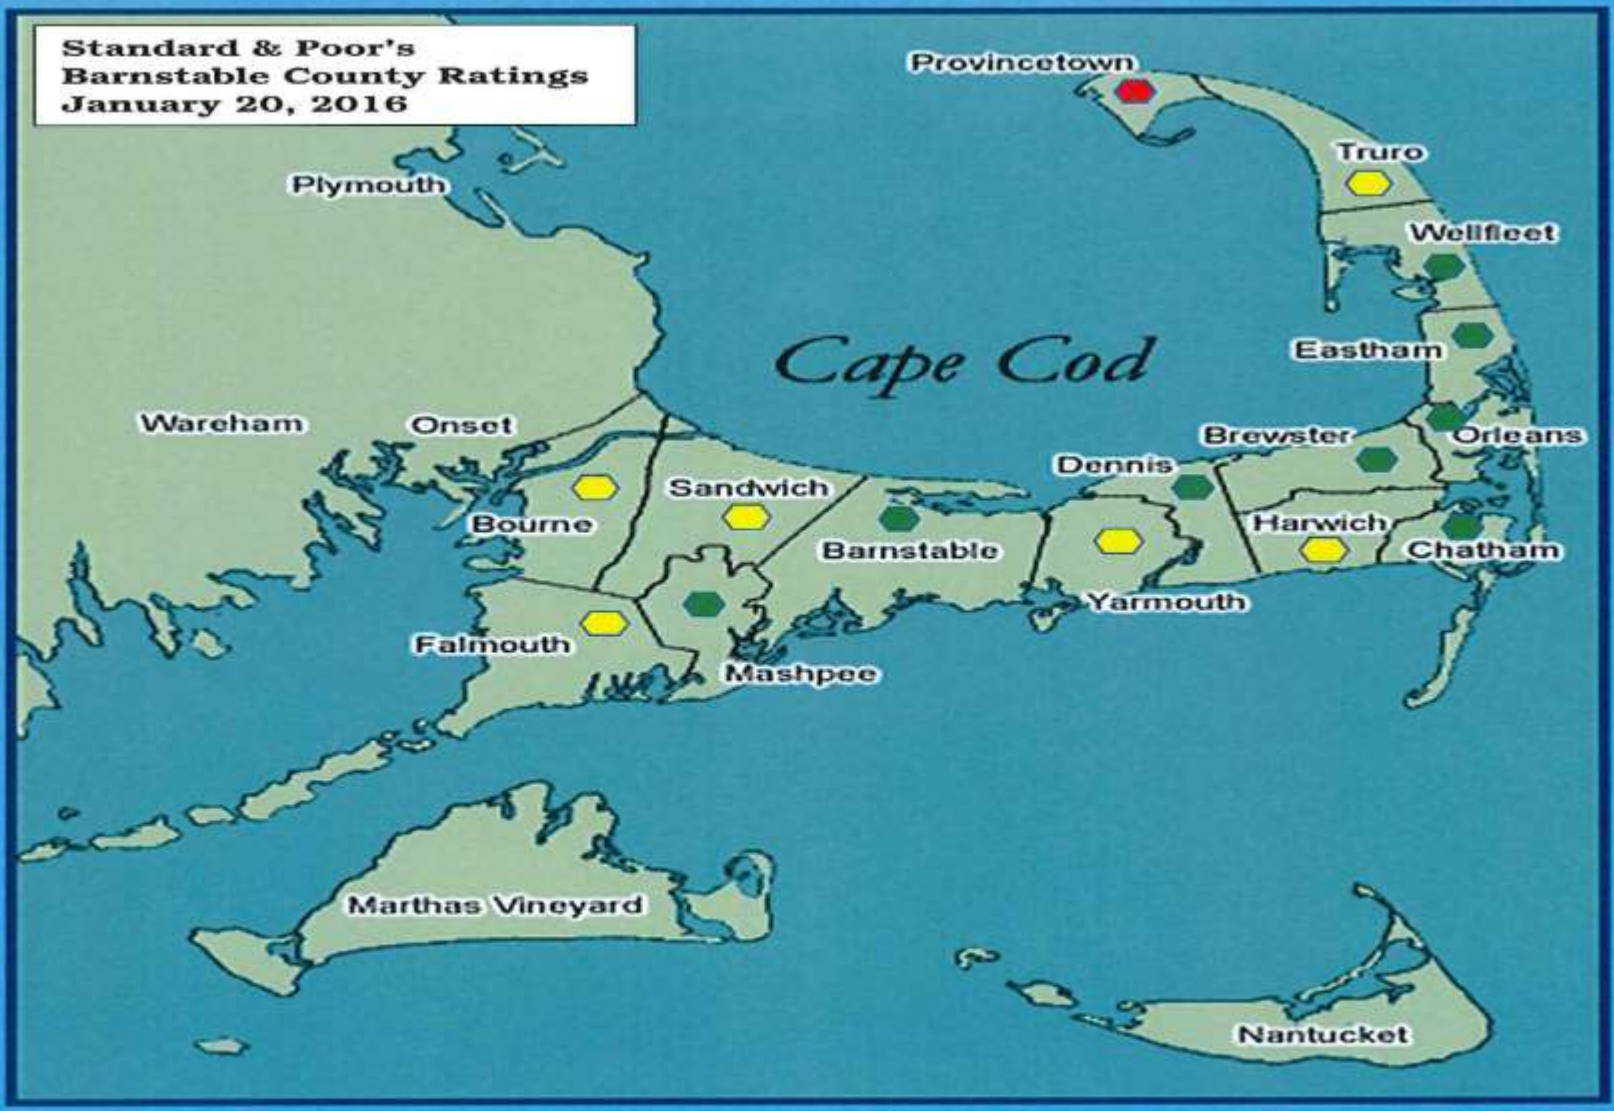 Standard & Poor's
Barnstable County Ratings
January 20, 2016
Provincetown
Truro
Plymouth
Wellfleet
Eastham
Cape Cod
Wareham
Onset
Brewster
Orleans
Dennis
Sandwich
Bourne
Harwich
Barnstable
Chatham
Yarmouth
Falmouth
Mashpee
Marthas Vineyard
Nantucket